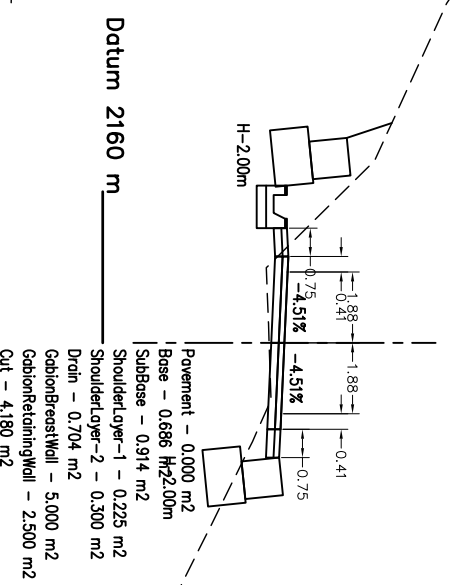 Datum 2160 m
H-2.00m
0.75
0.41
1.88
-4.51%
-4.51%
1.88
0.41
0.75
H-2.00m
Pavement - 0.000 m2
Base - 0.686 m2
SubBase - 0.914 m2
ShoulderLayer-1 - 0.225 m2
ShoulderLayer-2 - 0.300 m2
Drain - 0.704 m2
GabionBreastWall - 5.000 m2
GabionRetainingWall - 2.500 m2
Cut - 4.180 m2